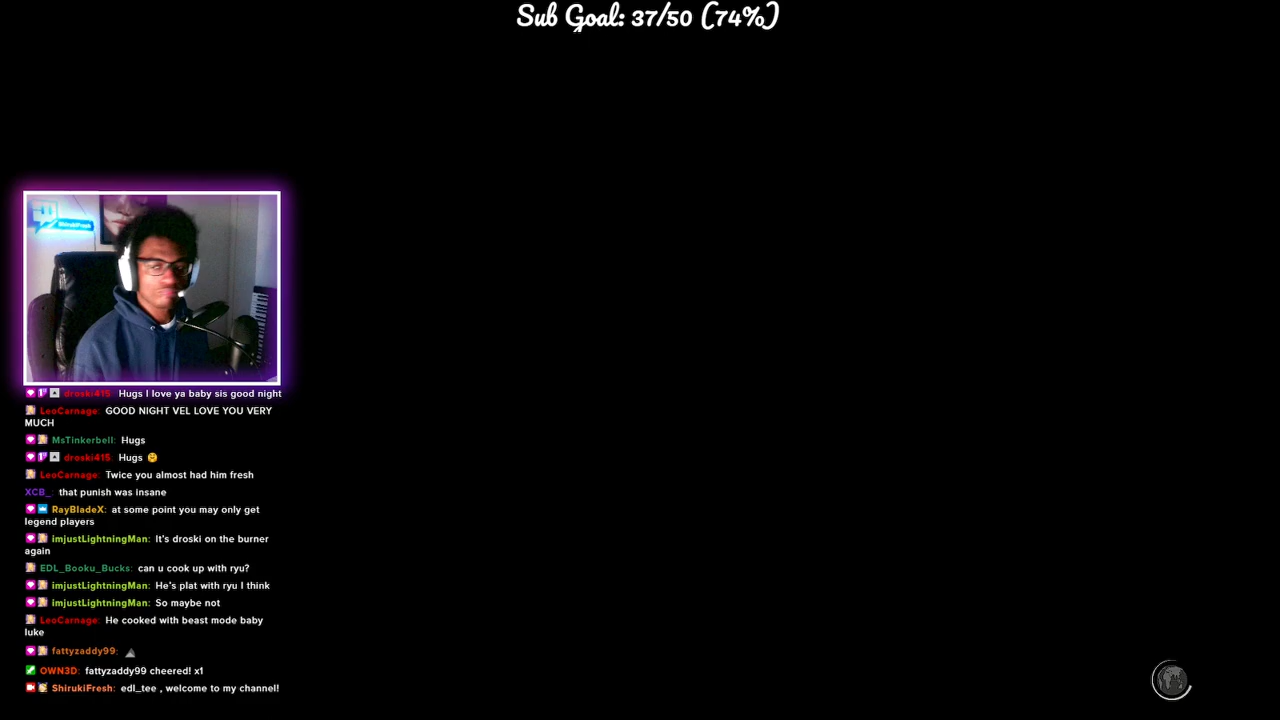 Sub Goal: 37/50 (74%)
ShirukiFresh
droski415: Hugs I love ya baby sis good night
LeoCarnage: GOOD NIGHT VEL LOVE YOU VERY
MUCH
MsTinkerbell: Hugs
droski415: Hugs
LeoCarnage: Twice you almost had him fresh
XCB_: that punish was insane
RayBladeX: at some point you may only get
legend players
imjustLightningMan: It's droski on the burner
again
EDL_Booku_Bucks: can u cook up with ryu?
imjustLightningMan: He's plat with ryu I think
imjustLightningMan: So maybe not
LeoCarnage: He cooked with beast mode baby
luke
fattyzaddy99:
OWN3D: fattyzaddy99 cheered! x1
ShirukiFresh: edl_tee , welcome to my channel!